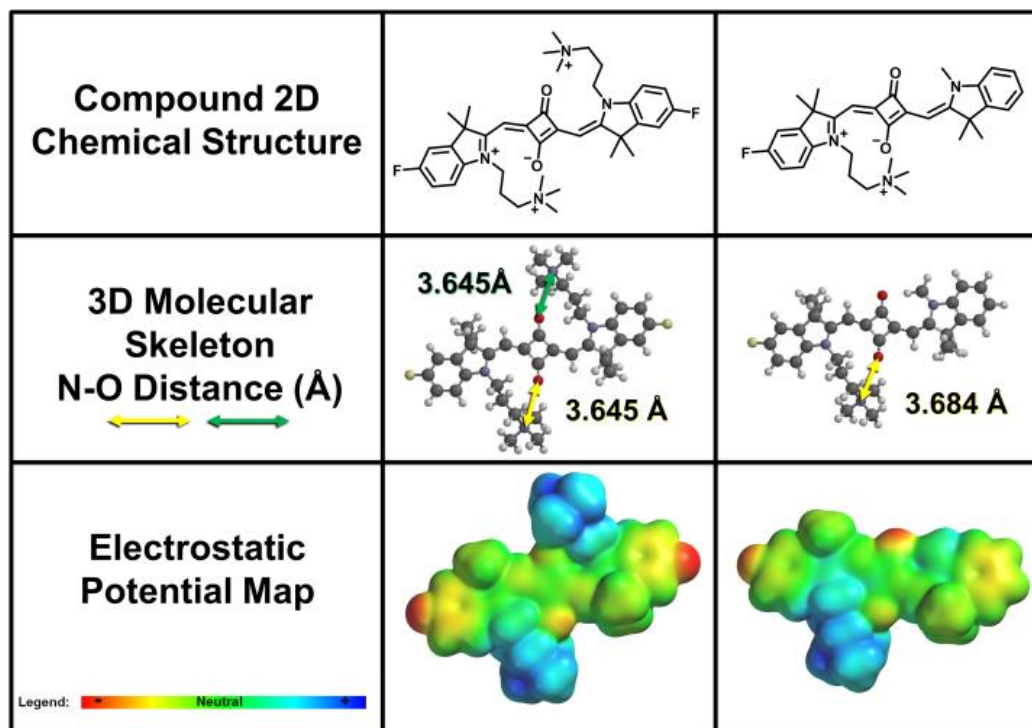 Compound 2D
Chemical Structure
N
+
N
O
F
F
N
+
−
O
N
+
O
N
F
N
+
−
O
N
+
3D Molecular
Skeleton
N-O Distance (Å)
3.645Å
3.645 Å
3.684 Å
Electrostatic
Potential Map
Legend:
-
Neutral
+